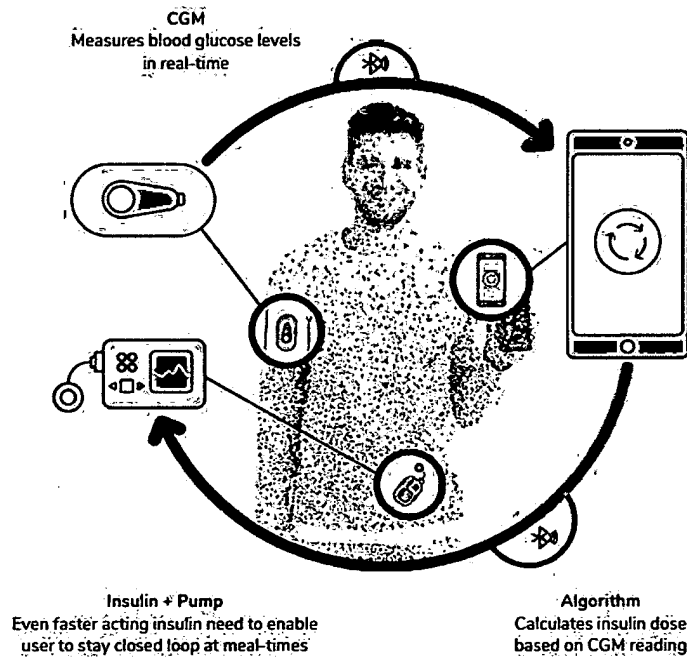 CGM
Measures blood glucose levels
in real-time
Insulin + Pump
Even faster acting insulin need to enable
user to stay closed loop at meal-times
Algorithm
Calculates insulin dose
based on CGM reading